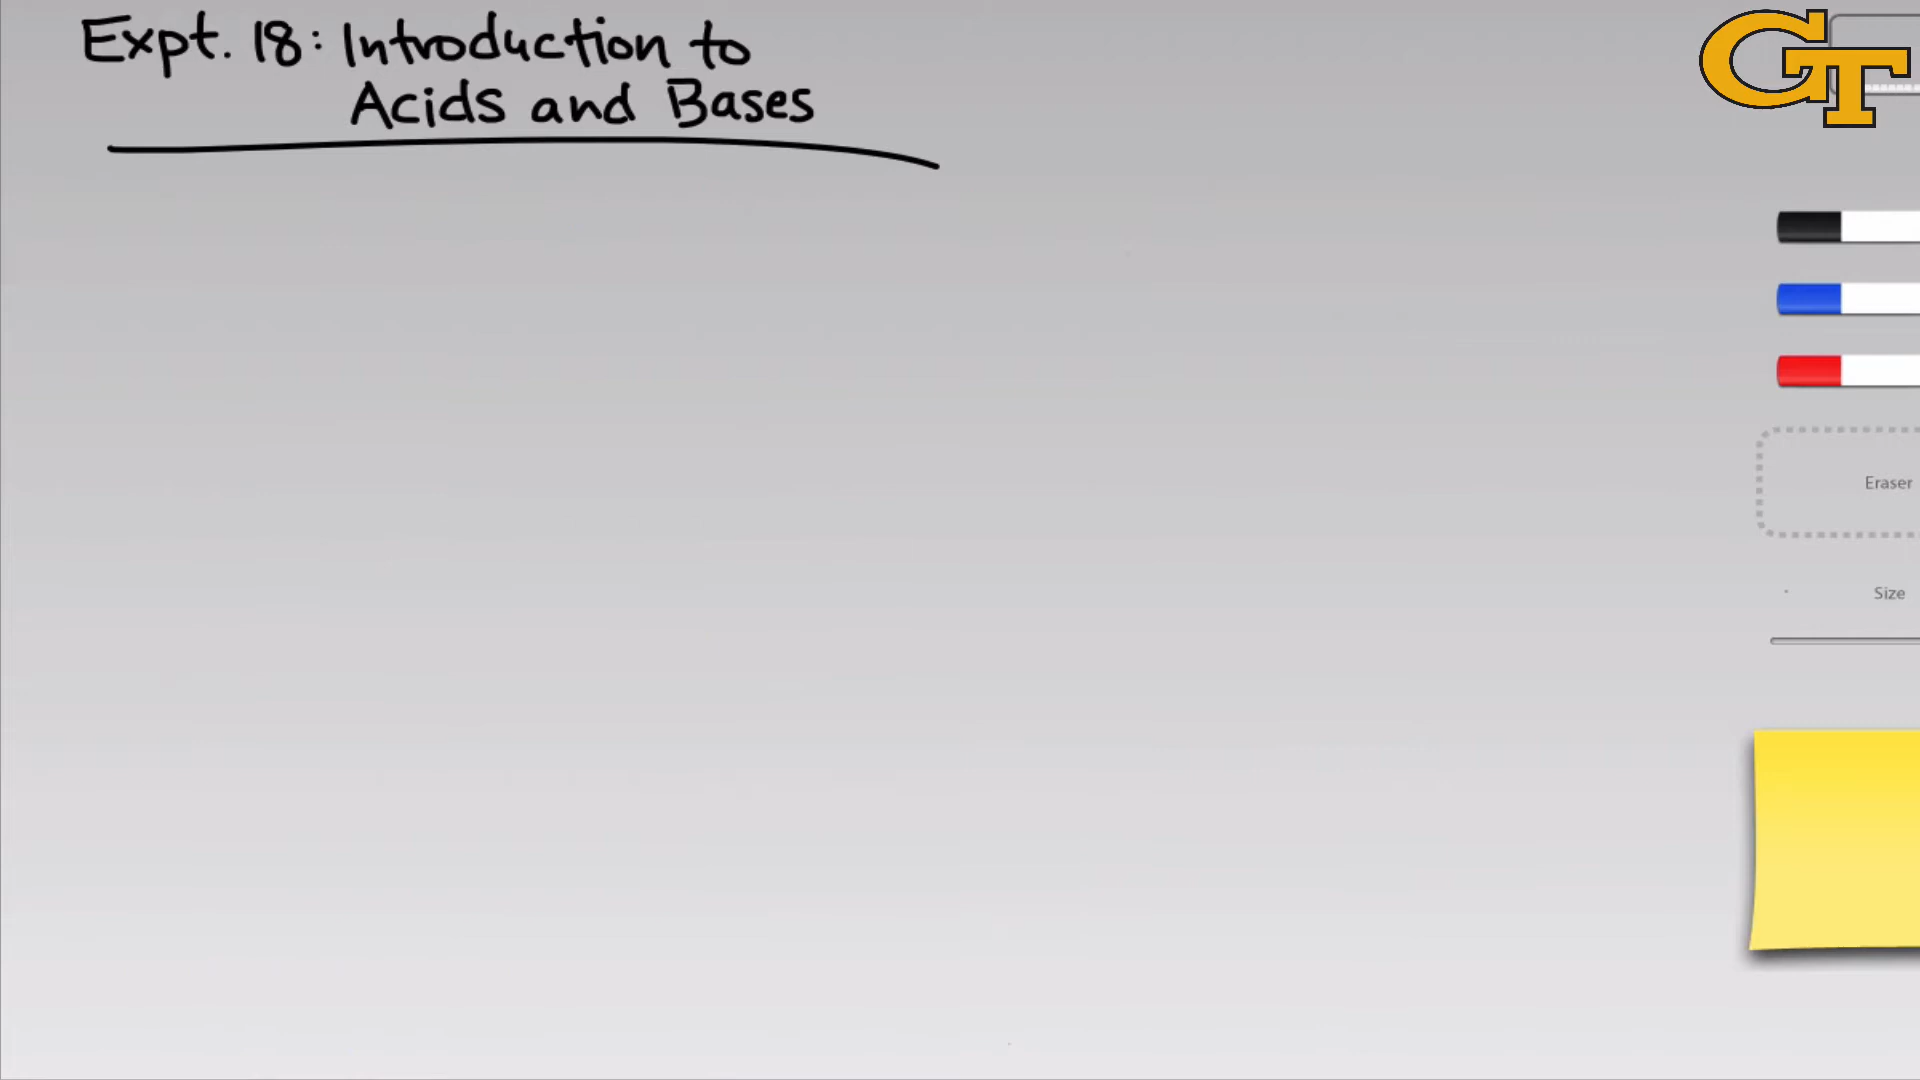 Expt. 18: Introduction to
Acids and Bases
GT
Eraser
Size